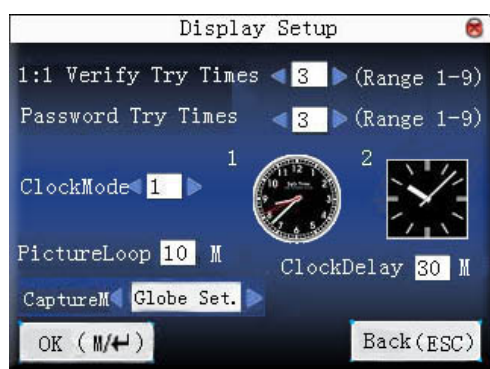 Display Setup
1:1 Verify Try Times 3 (Range 1-9)
Password Try Times 3 (Range 1-9)
1 2
ClockMode 1
PictureLoop 10 M
ClockDelay 30 M
CaptureM Globe Set.
OK (M/↵) Back(ESC)